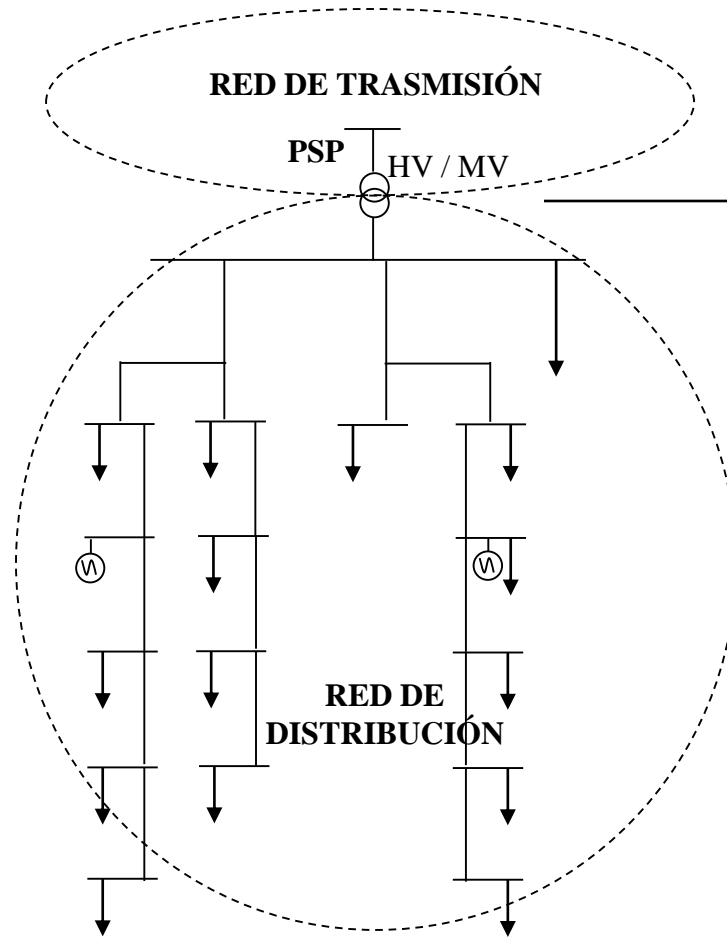 RED DE TRASMISIÓN
PSP
HV / MV
RED DE
DISTRIBUCIÓN